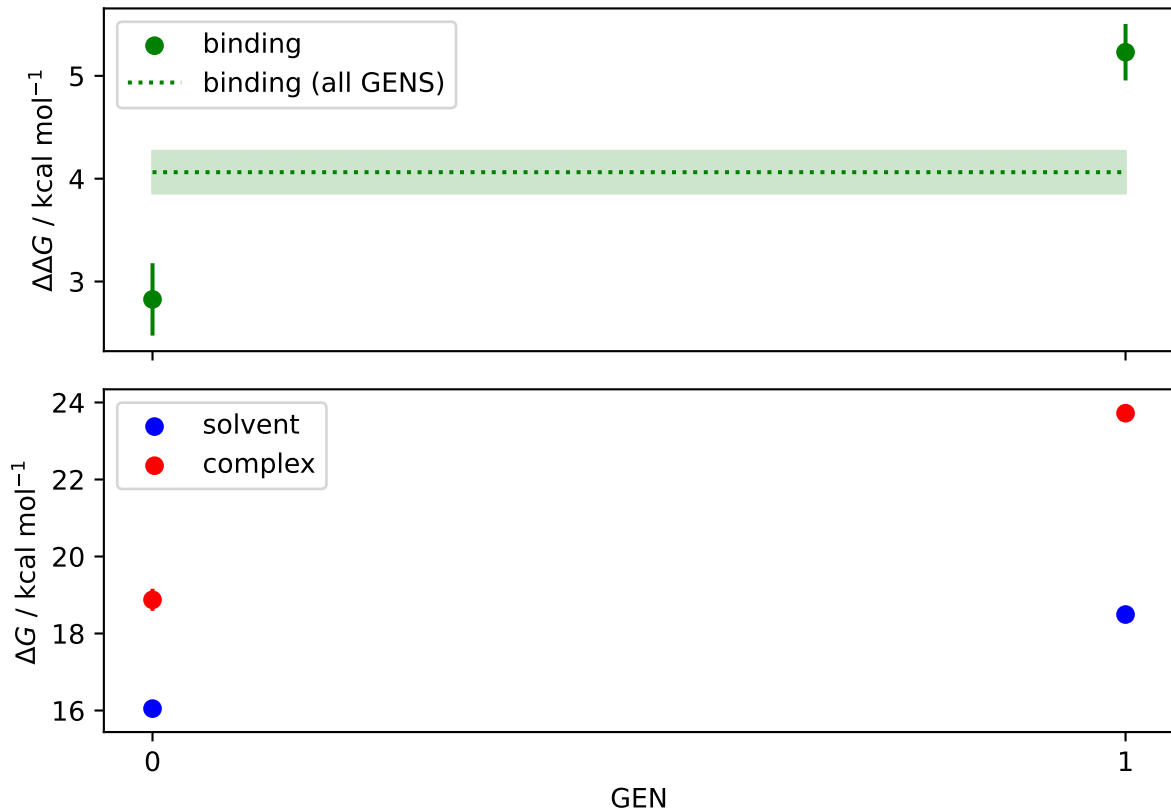 binding
binding (all GENS)
5
4
3
ΔΔG / kcal mol⁻¹
solvent
complex
24
22
20
18
16
ΔG / kcal mol⁻¹
0
1
GEN